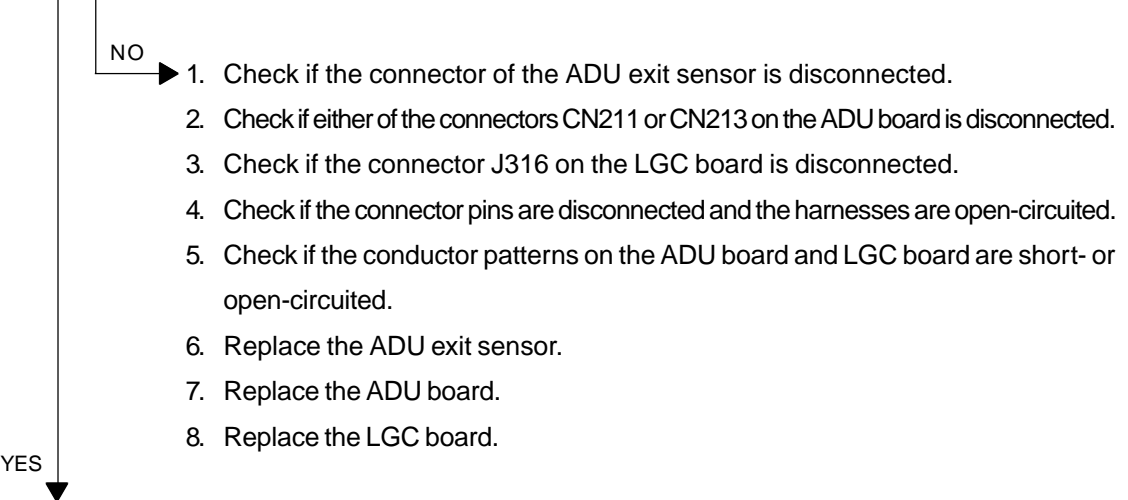 NO
1. Check if the connector of the ADU exit sensor is disconnected.
2. Check if either of the connectors CN211 or CN213 on the ADU board is disconnected.
3. Check if the connector J316 on the LGC board is disconnected.
4. Check if the connector pins are disconnected and the harnesses are open-circuited.
5. Check if the conductor patterns on the ADU board and LGC board are short- or
open-circuited.
6. Replace the ADU exit sensor.
7. Replace the ADU board.
8. Replace the LGC board.
YES